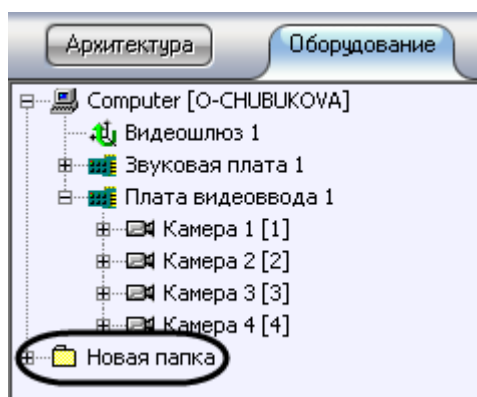 Архитектура Оборудование
Computer [O-CHUBUKOVA]
Видеошлюз 1
Звуковая плата 1
Плата видеоввода 1
Камера 1 [1]
Камера 2 [2]
Камера 3 [3]
Камера 4 [4]
Новая папка